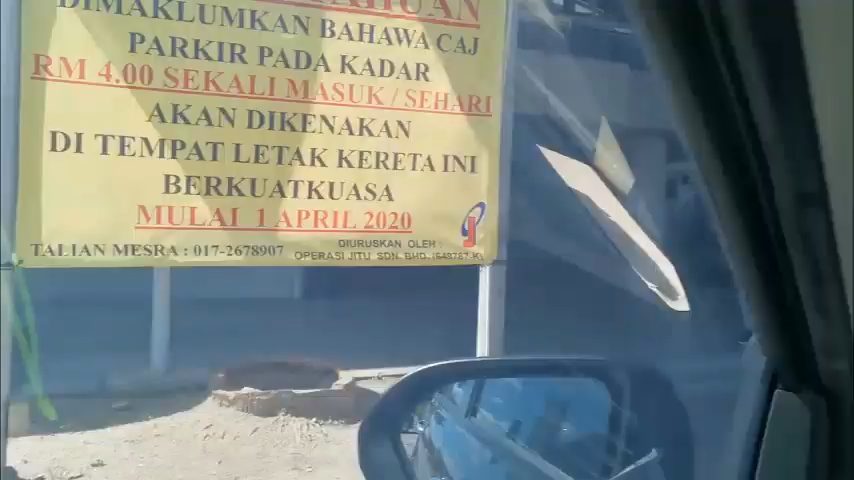 DIMAKLUMKAN BAHAWA CAJ
PARKIR PADA KADAR
RM 4.00 SEKALI MASUK / SEHARI
AKAN DIKENAKAN
DI TEMPAT LETAK KERETA INI
BERKUATKUASA
MULAI 1 APRIL 2020
TALIAN MESRA : 017-2678907
DIURUSKAN OLEH
OPERASI JITU SDN. BHD.